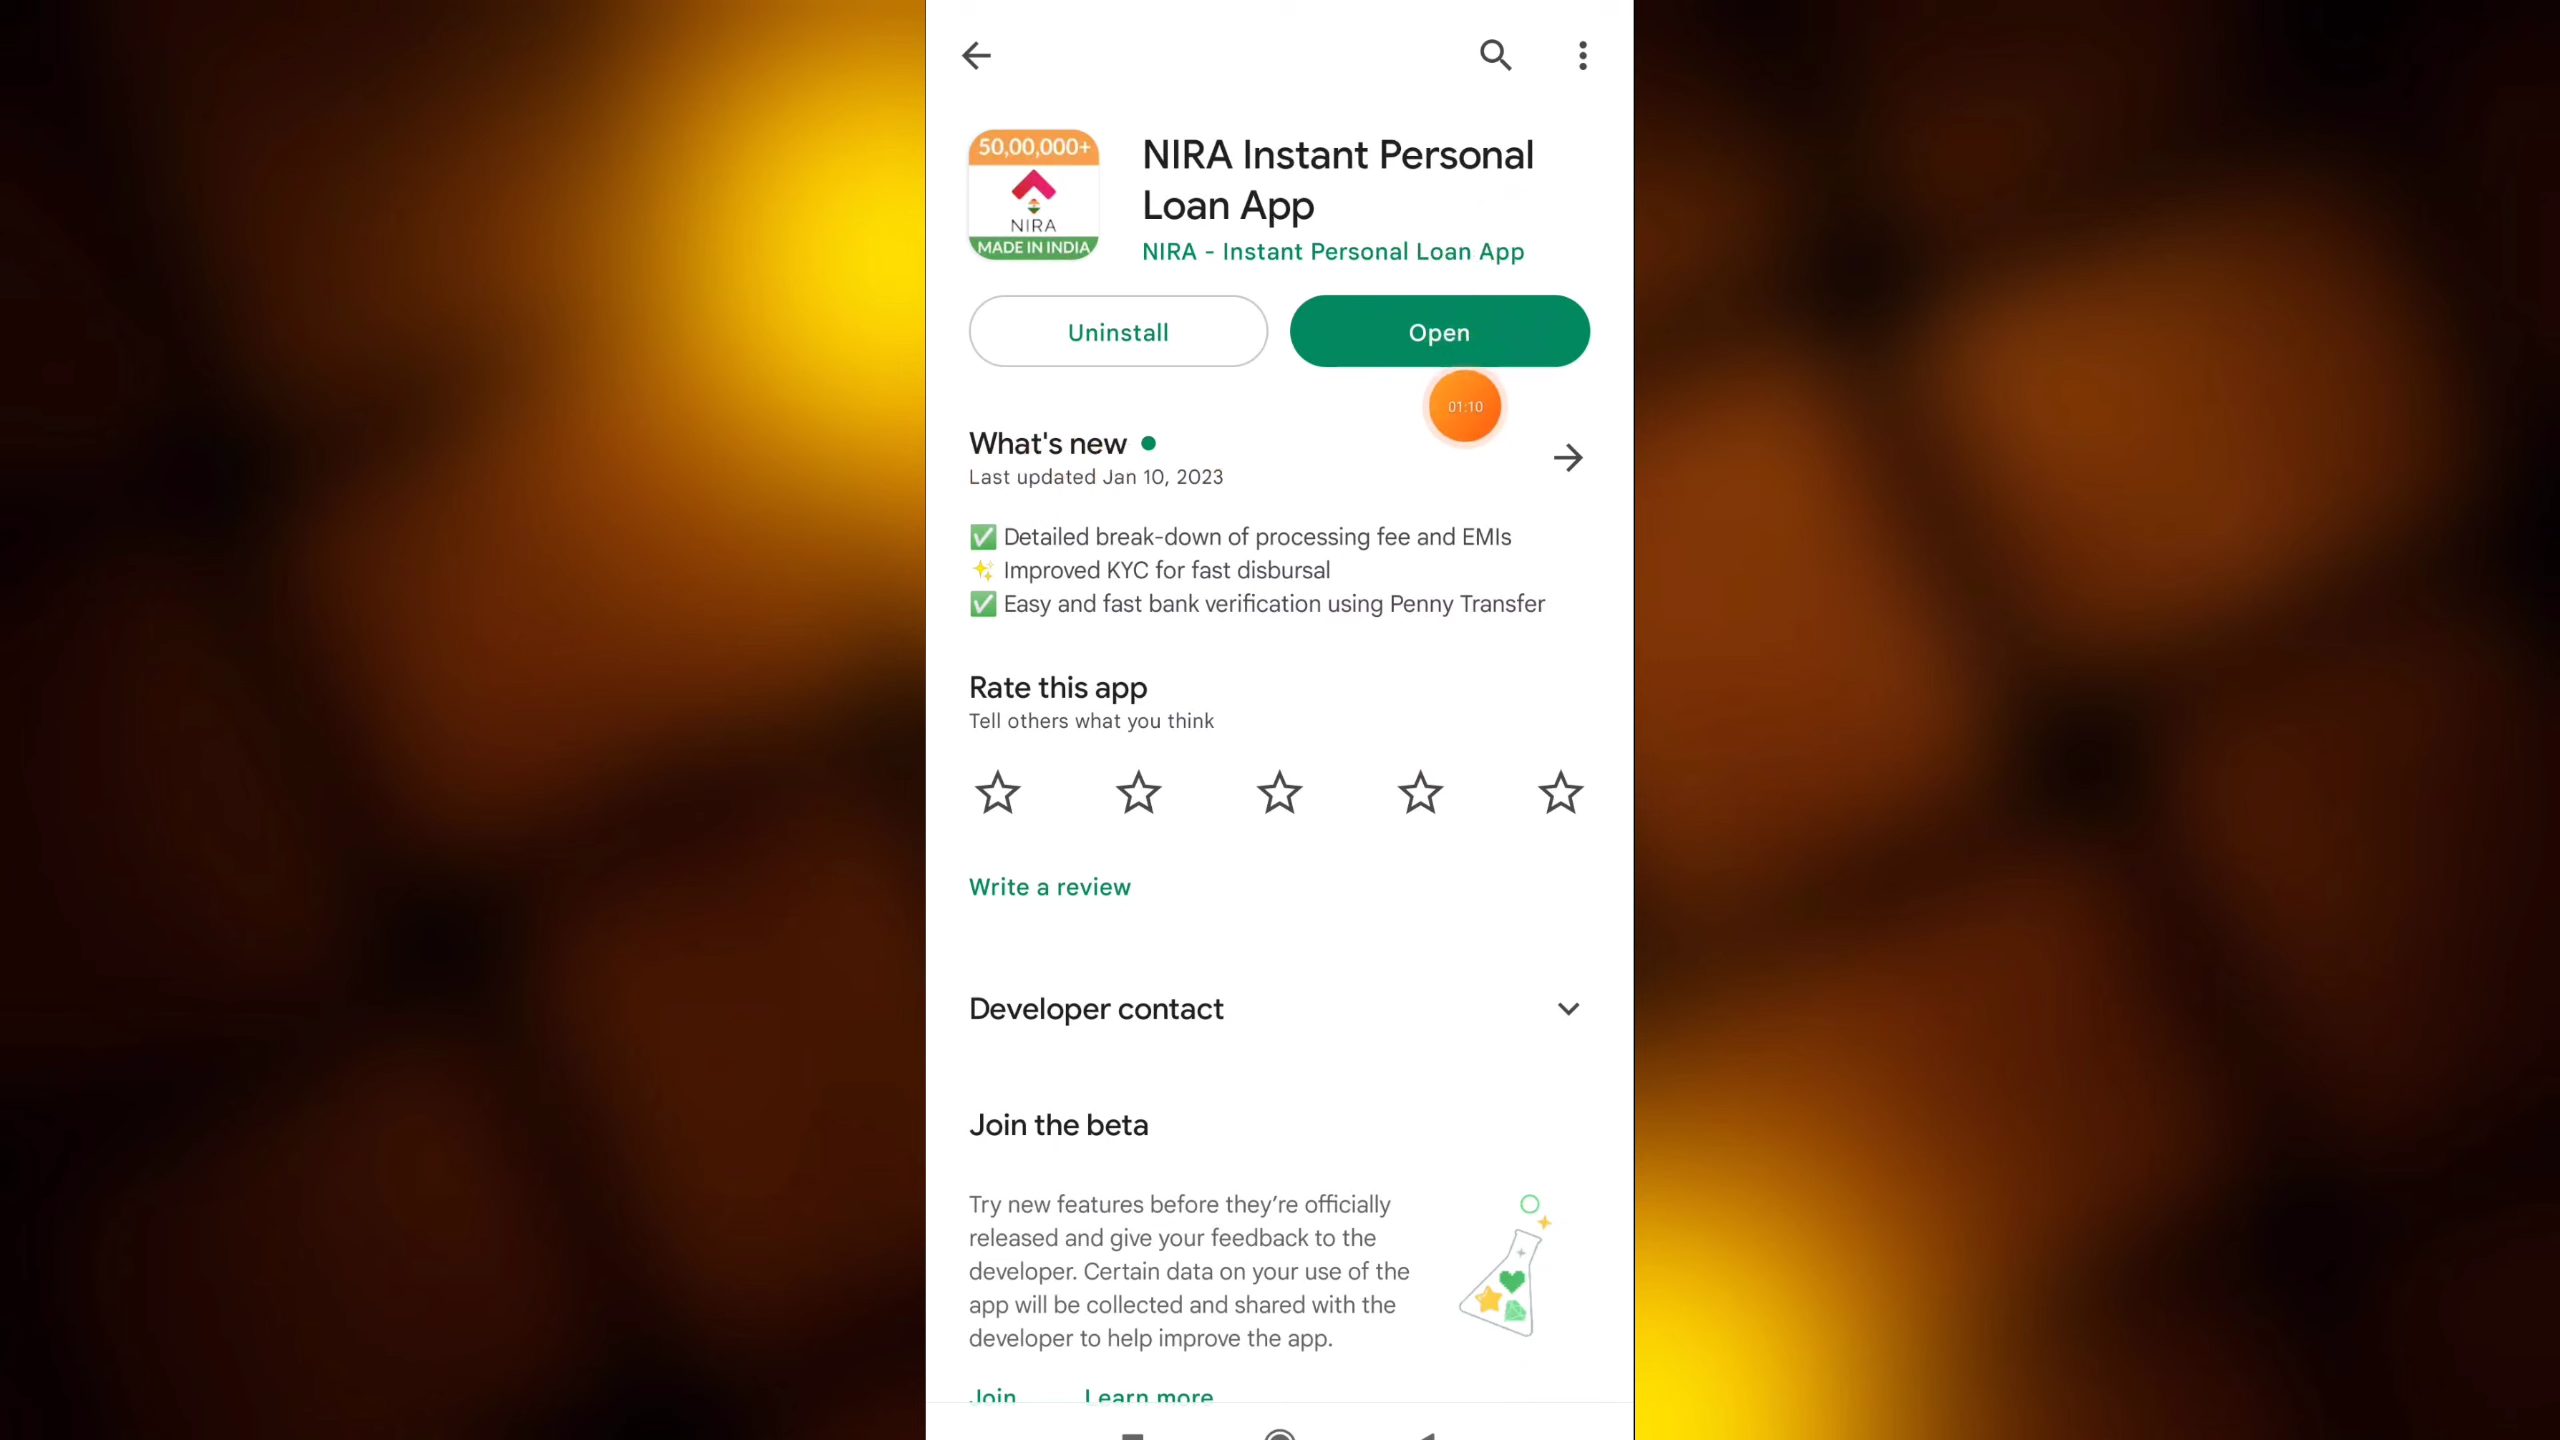 50,00,000+
NIRA
MADE IN INDIA
NIRA Instant Personal
Loan App
NIRA - Instant Personal Loan App
Uninstall
Open
01:10
What's new
Last updated Jan 10, 2023
✅ Detailed break-down of processing fee and EMIs
✨ Improved KYC for fast disbursal
✅ Easy and fast bank verification using Penny Transfer
Rate this app
Tell others what you think
Write a review
Developer contact
Join the beta
Try new features before they’re officially
released and give your feedback to the
developer. Certain data on your use of the
app will be collected and shared with the
developer to help improve the app.
Join Learn more